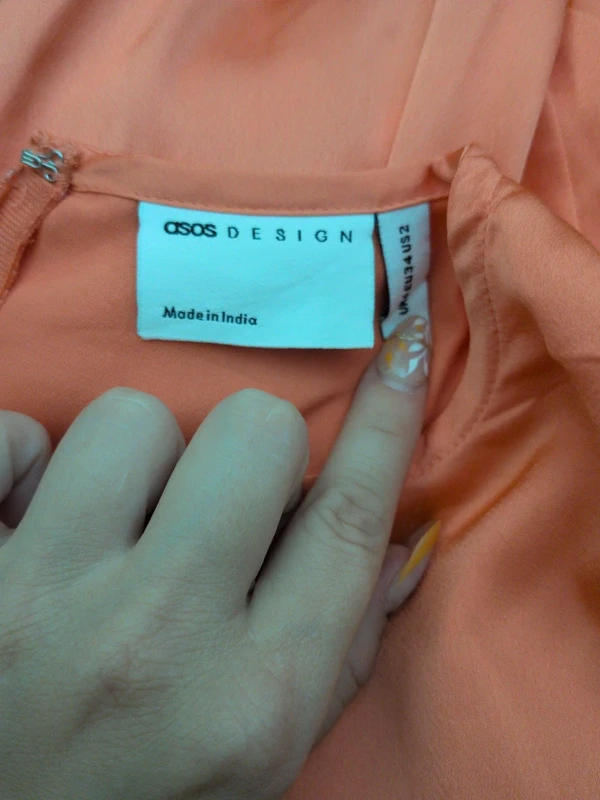 asos DESIGN
Made in India
EU34 US2